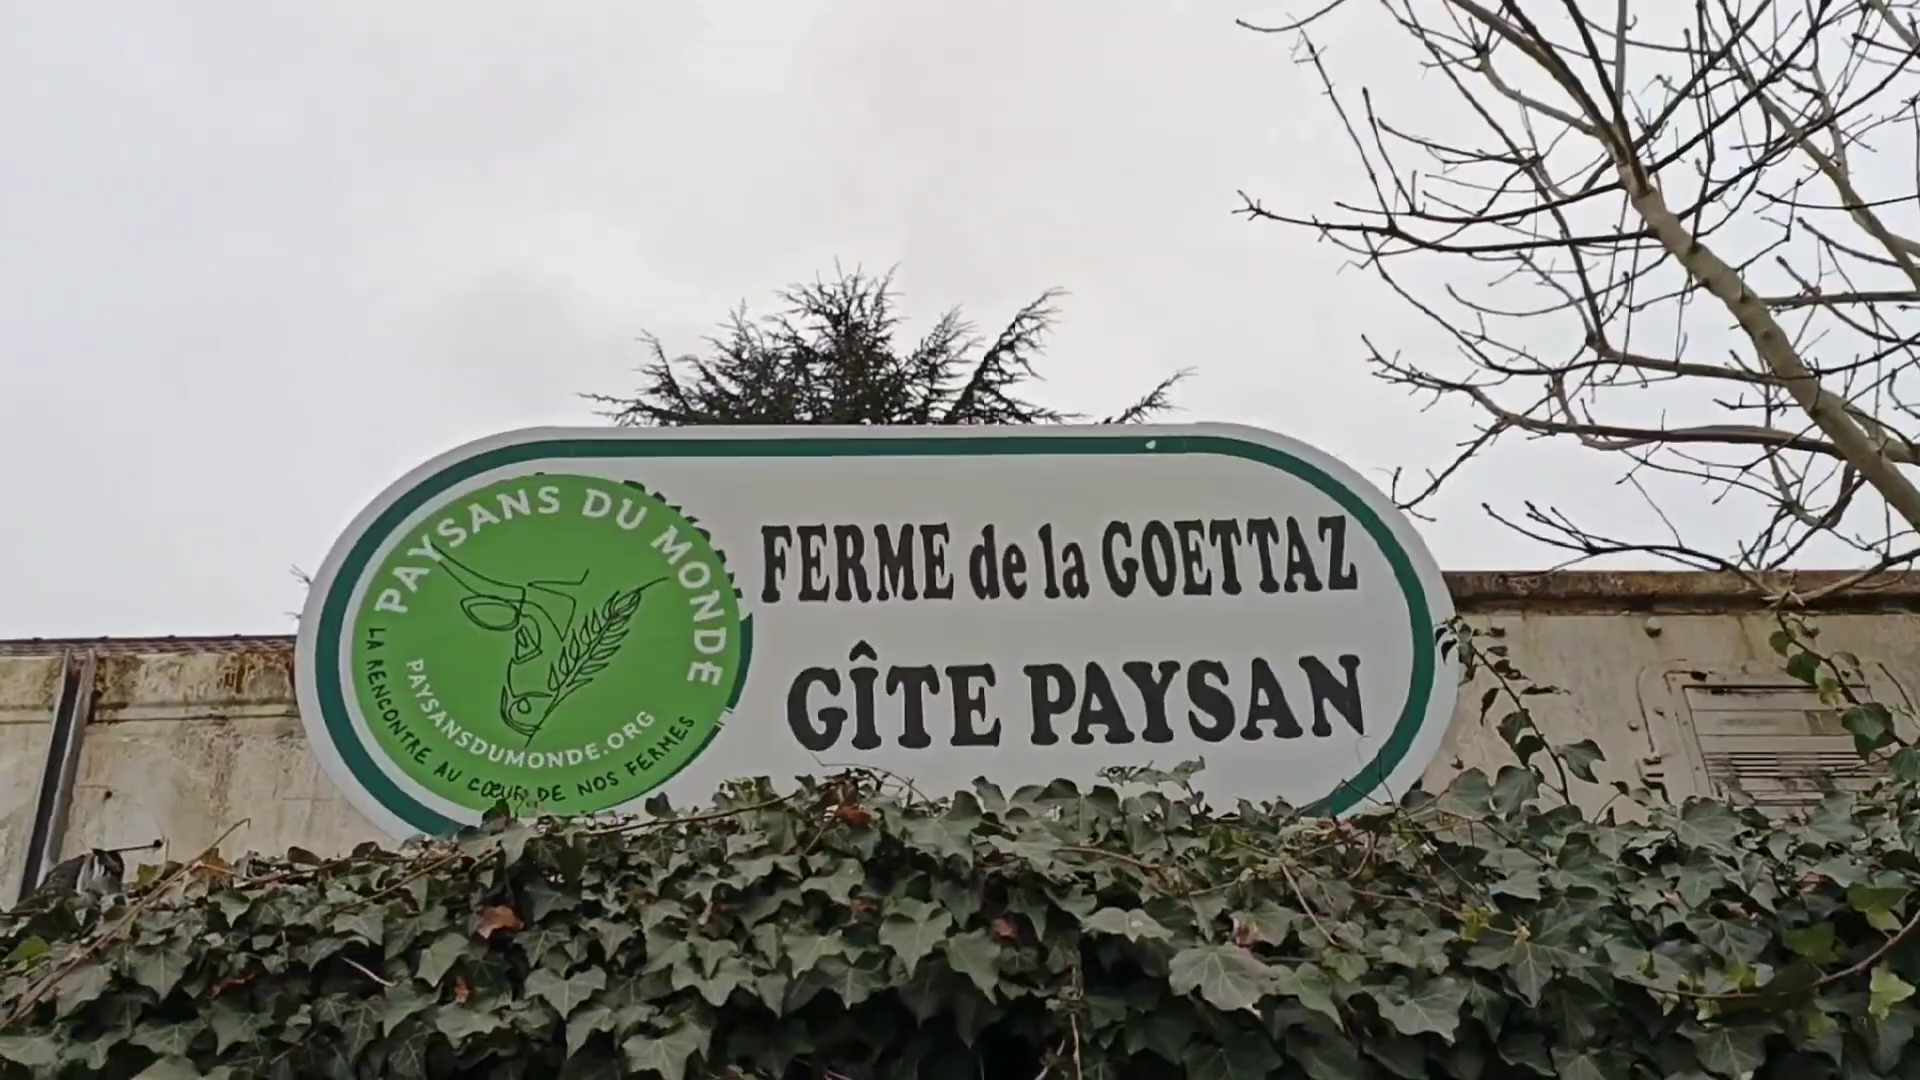 PAYSANS DU MONDE
PAYSANSDUMONDE.ORG
LA RENCONTRE AU CŒUR DE NOS FERMES
FERME de la GOETTAZ
GÎTE PAYSAN